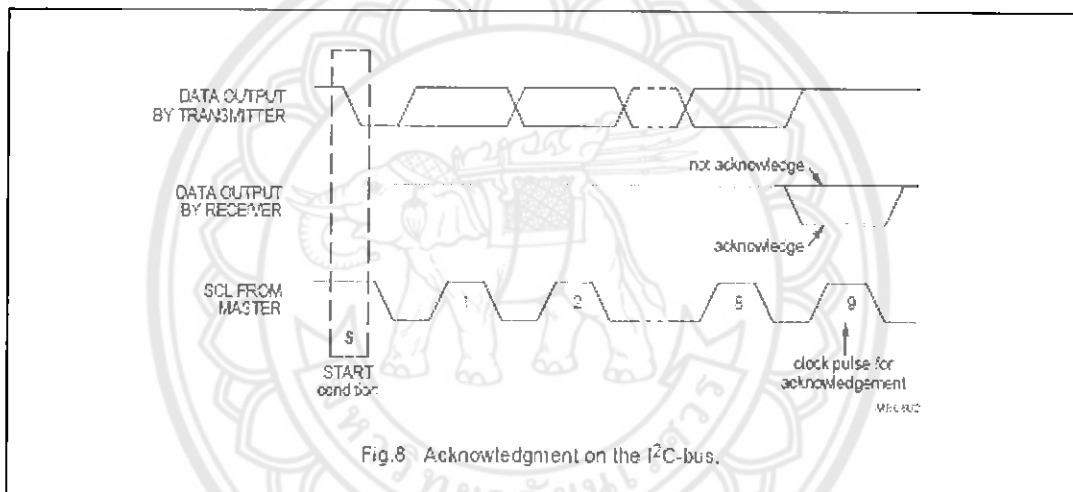 DATA OUTPUT
BY TRANSMITTER
not acknowledge
DATA OUTPUT
BY RECEIVER
acknowledge
SCL FROM
MASTER
1
2
8
9
S
START
condition
clock pulse for
acknowledgement
Fig.8 Acknowledgment on the I²C-bus.